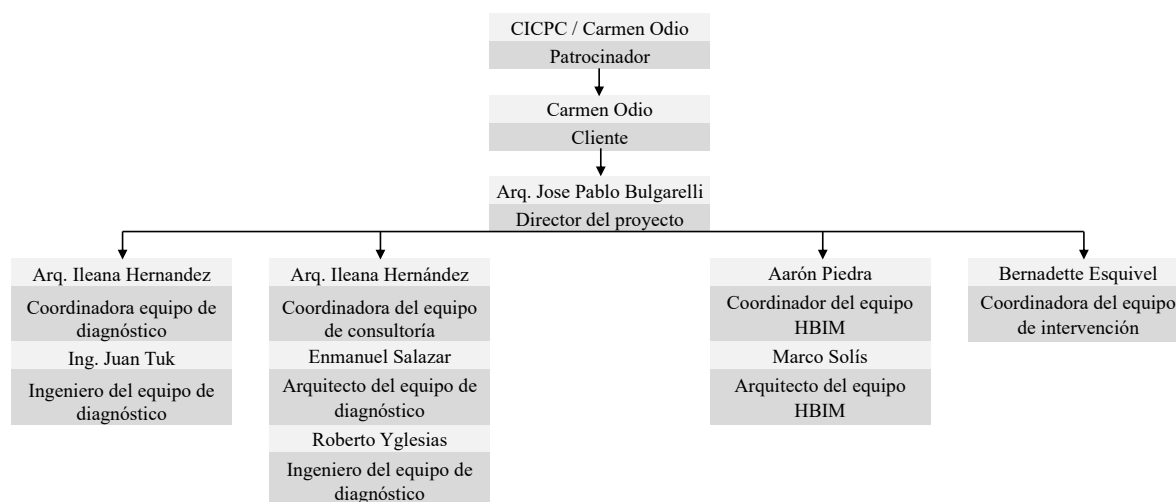 CICPC / Carmen Odio
Patrocinador
Carmen Odio
Cliente
Arq. Jose Pablo Bulgarelli
Director del proyecto
Arq. Ileana Hernandez
Coordinadora equipo de
diagnóstico
Ing. Juan Tuk
Ingeniero del equipo de
diagnóstico
Arq. Ileana Hernández
Coordinadora del equipo
de consultoría
Enmanuel Salazar
Arquitecto del equipo de
diagnóstico
Roberto Yglesias
Ingeniero del equipo de
diagnóstico
Aarón Piedra
Coordinador del equipo
HBIM
Marco Solís
Arquitecto del equipo
HBIM
Bernadette Esquivel
Coordinadora del equipo
de intervención